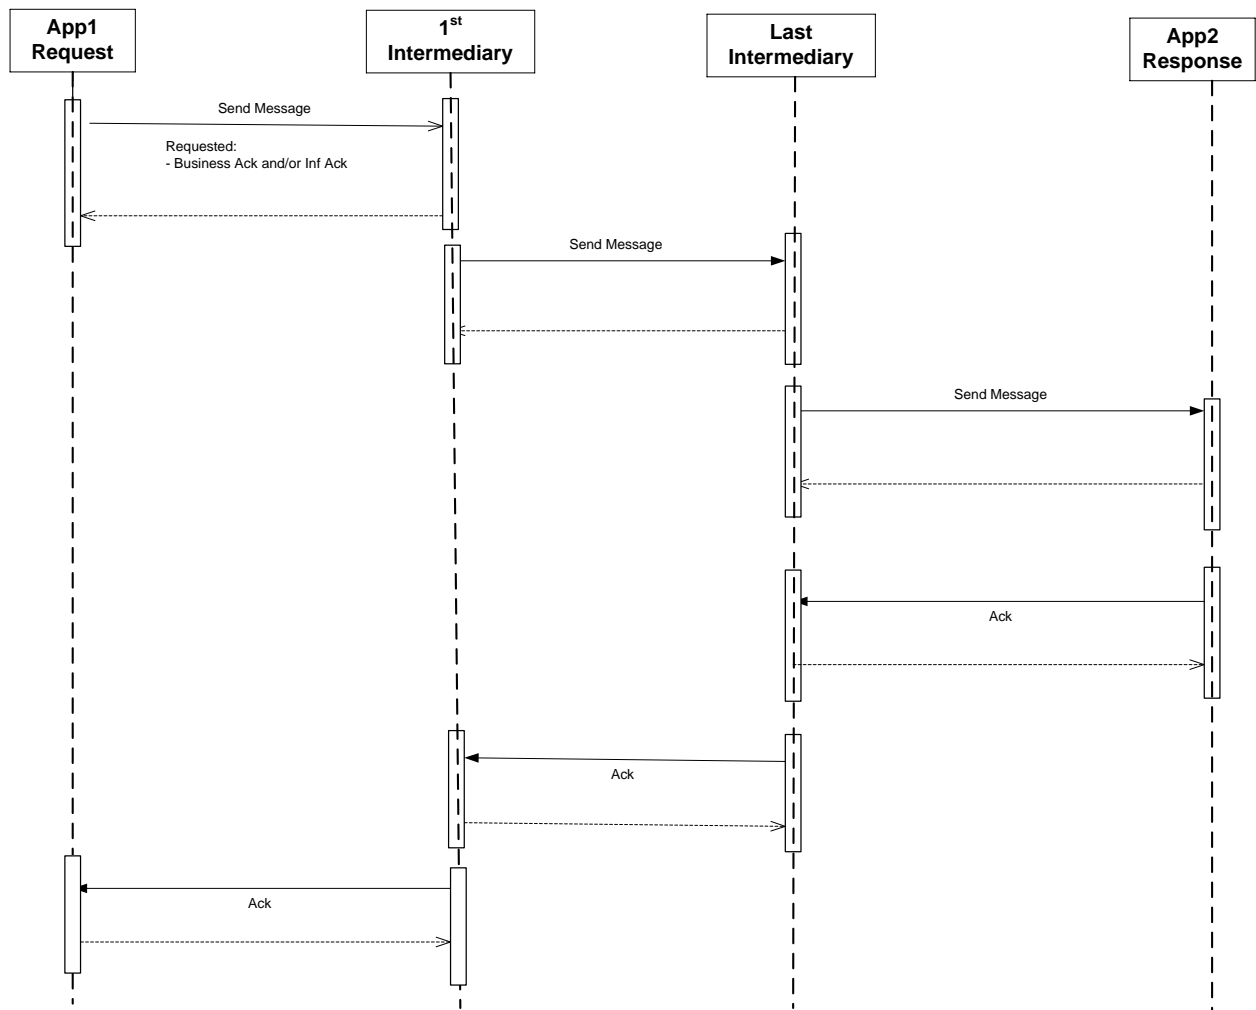 App1
Request
1st
Intermediary
Last
Intermediary
App2
Response
Send Message
Requested:
- Business Ack and/or Inf Ack
Send Message
Send Message
Ack
Ack
Ack